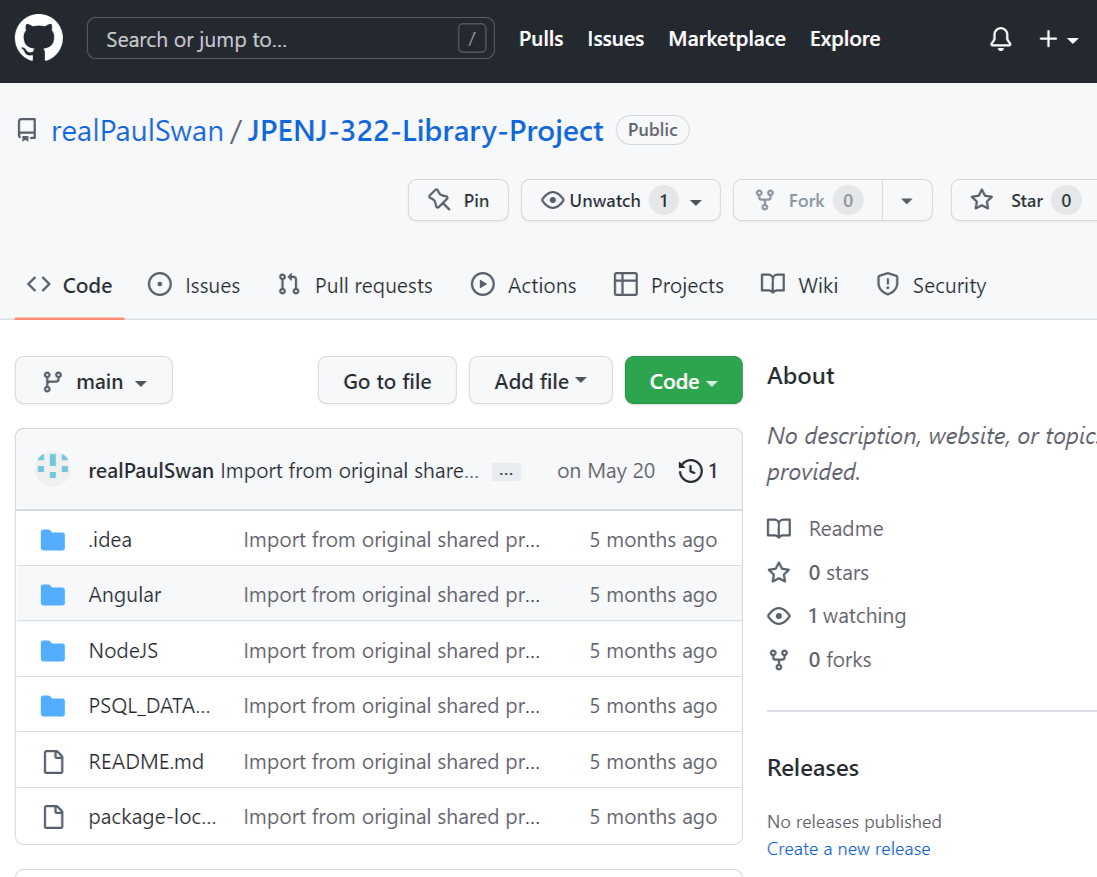 Search or jump to... / Pulls Issues Marketplace Explore
realPaulSwan / JPENJ-322-Library-Project Public
Pin Unwatch 1 Fork 0 Star 0
Code Issues Pull requests Actions Projects Wiki Security
main Go to file Add file Code
realPaulSwan Import from original share... ... on May 20 1
.idea Import from original shared pr... 5 months ago
Angular Import from original shared pr... 5 months ago
NodeJS Import from original shared pr... 5 months ago
PSQL_DATA... Import from original shared pr... 5 months ago
README.md Import from original shared pr... 5 months ago
package-loc... Import from original shared pr... 5 months ago
About
No description, website, or topics
provided.
Readme
0 stars
1 watching
0 forks
Releases
No releases published
Create a new release